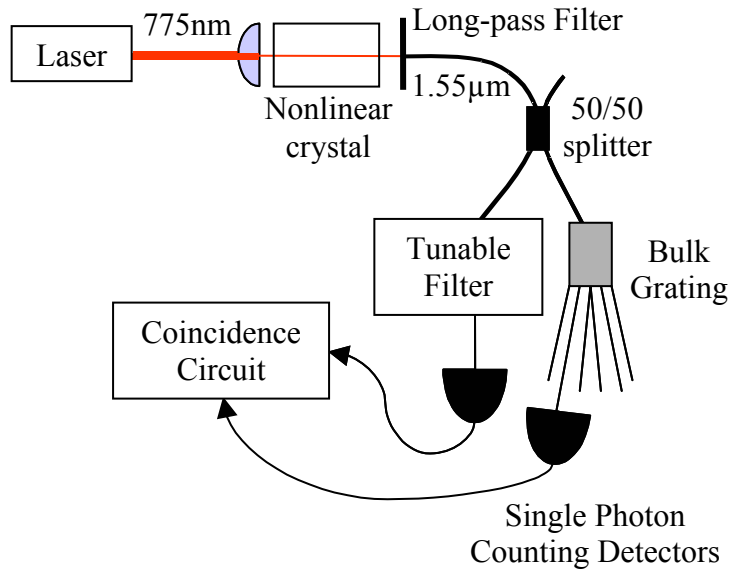 Laser
775nm
Long-pass Filter
Nonlinear
crystal
1.55µm
50/50
splitter
Tunable
Filter
Bulk
Grating
Coincidence
Circuit
Single Photon
Counting Detectors